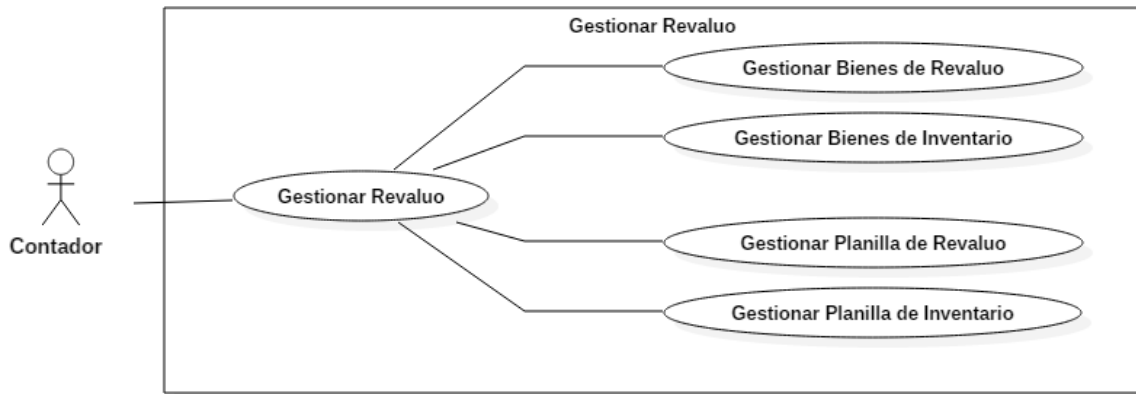 Gestionar Revaluo
Gestionar Bienes de Revaluo
Gestionar Bienes de Inventario
Gestionar Revaluo
Contador
Gestionar Planilla de Revaluo
Gestionar Planilla de Inventario